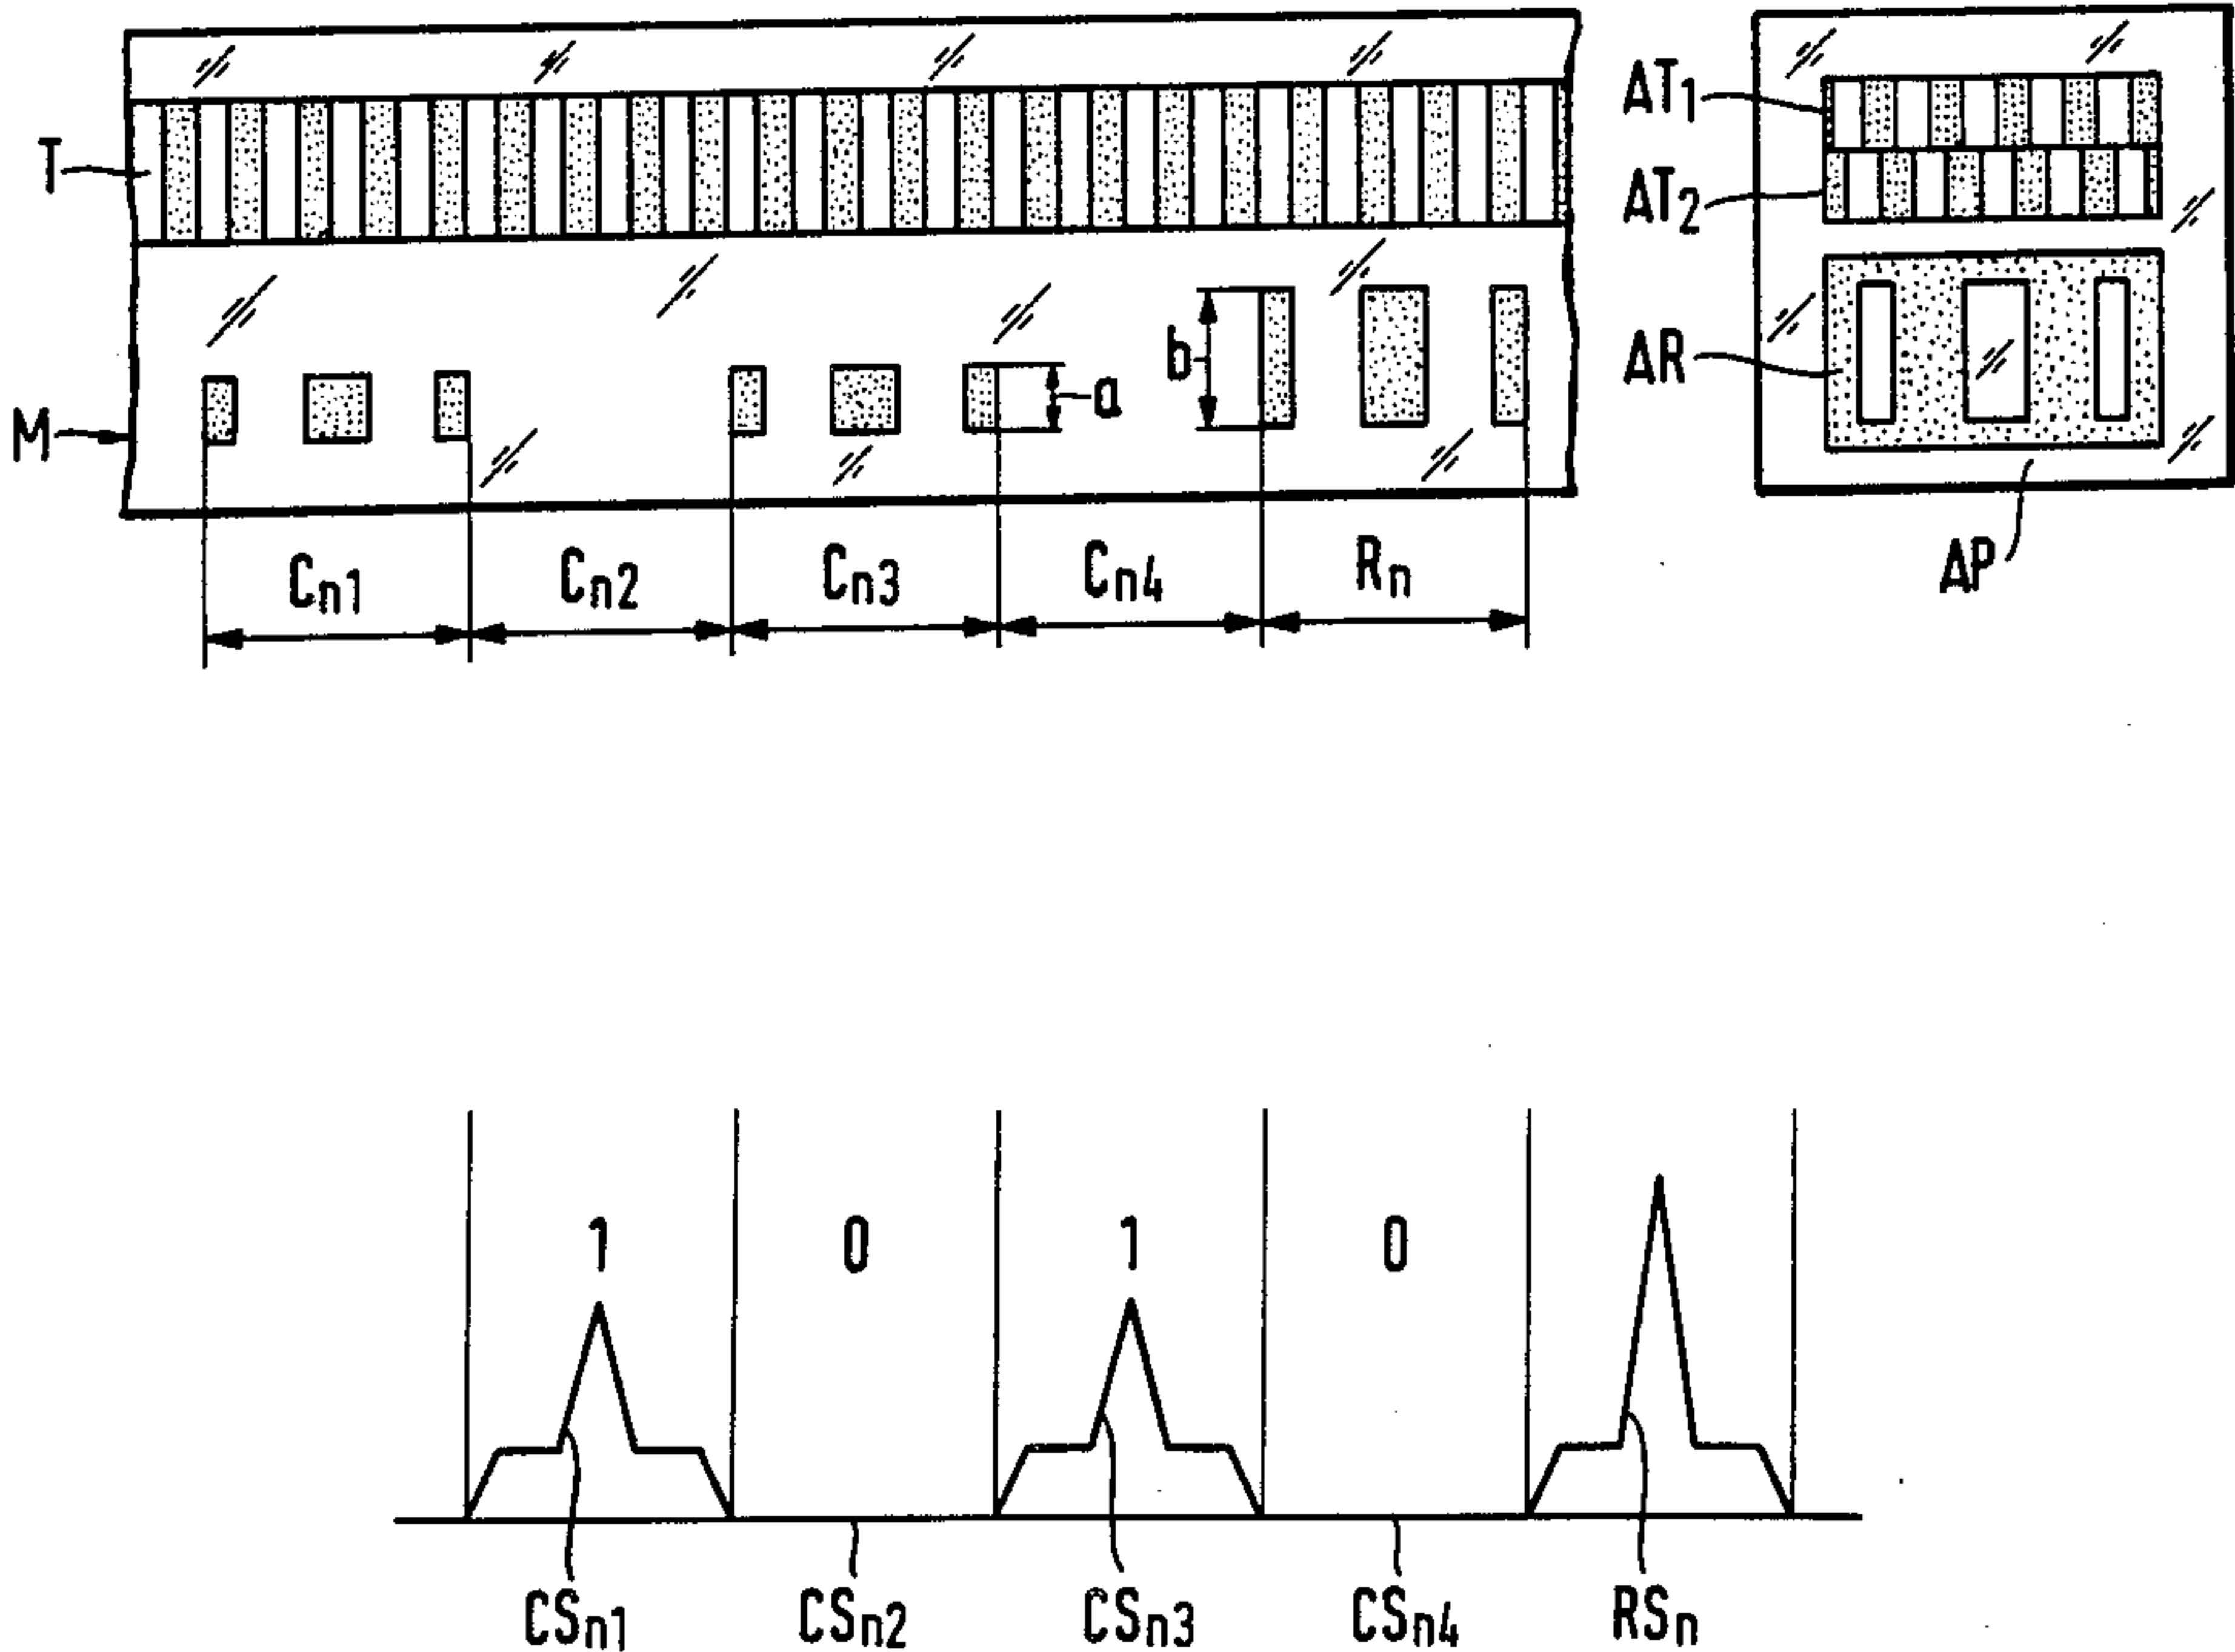 T
M
a
b
AT1
AT2
AR
AP
Cn1 Cn2 Cn3 Cn4 Rn
1 0 1 0
CSn1 CSn2 CSn3 CSn4 RSn